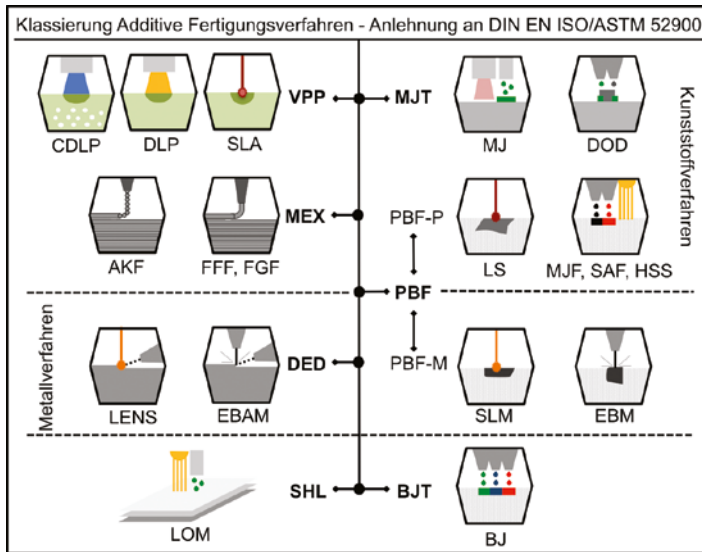 Klassierung Additive Fertigungsverfahren - Anlehnung an DIN EN ISO/ASTM 52900
CDLP
DLP
SLA
VPP
MJT
MJ
DOD
Kunststoffverfahren
AKF
FFF, FGF
MEX
PBF-P
LS
MJF, SAF, HSS
PBF
Metallverfahren
LENS
EBAM
DED
PBF-M
SLM
EBM
LOM
SHL
BJT
BJ